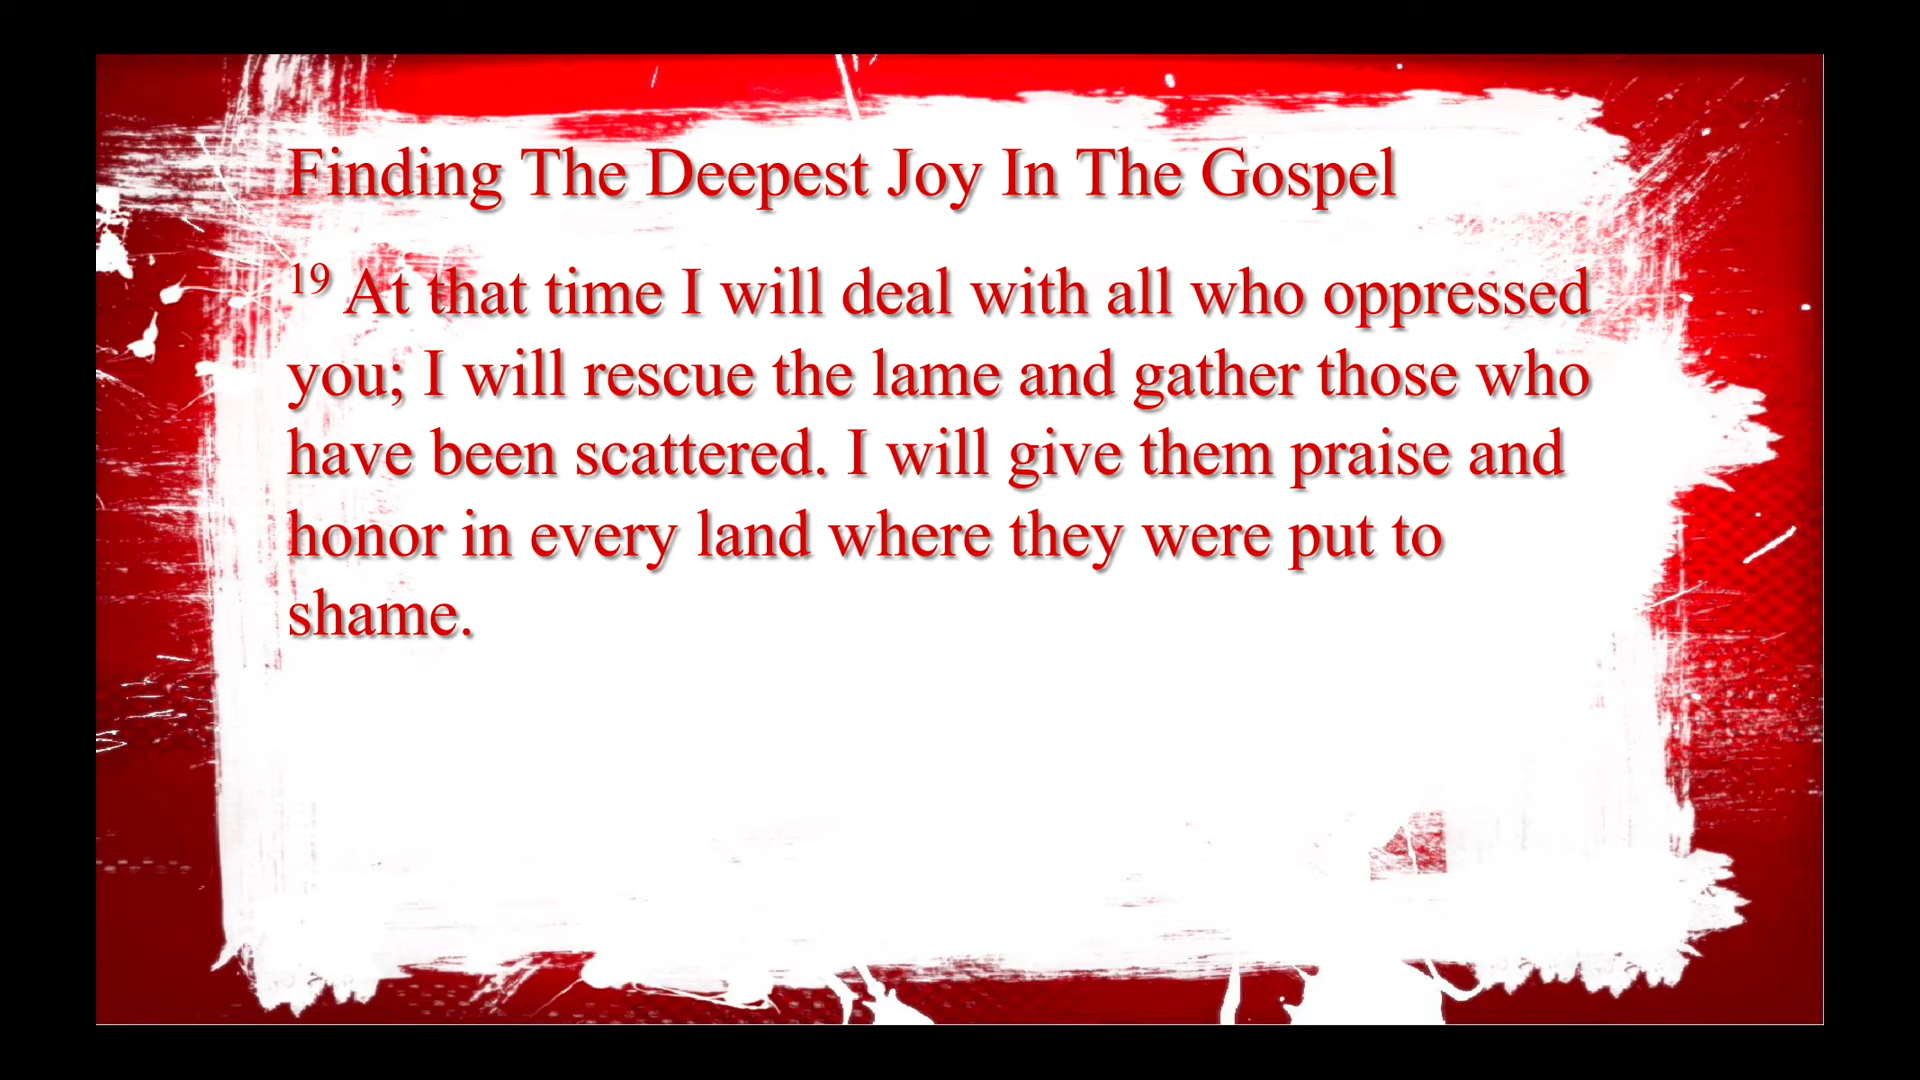 Finding The Deepest Joy In The Gospel
19 At that time I will deal with all who oppressed
you; I will rescue the lame and gather those who
have been scattered. I will give them praise and
honor in every land where they were put to
shame.